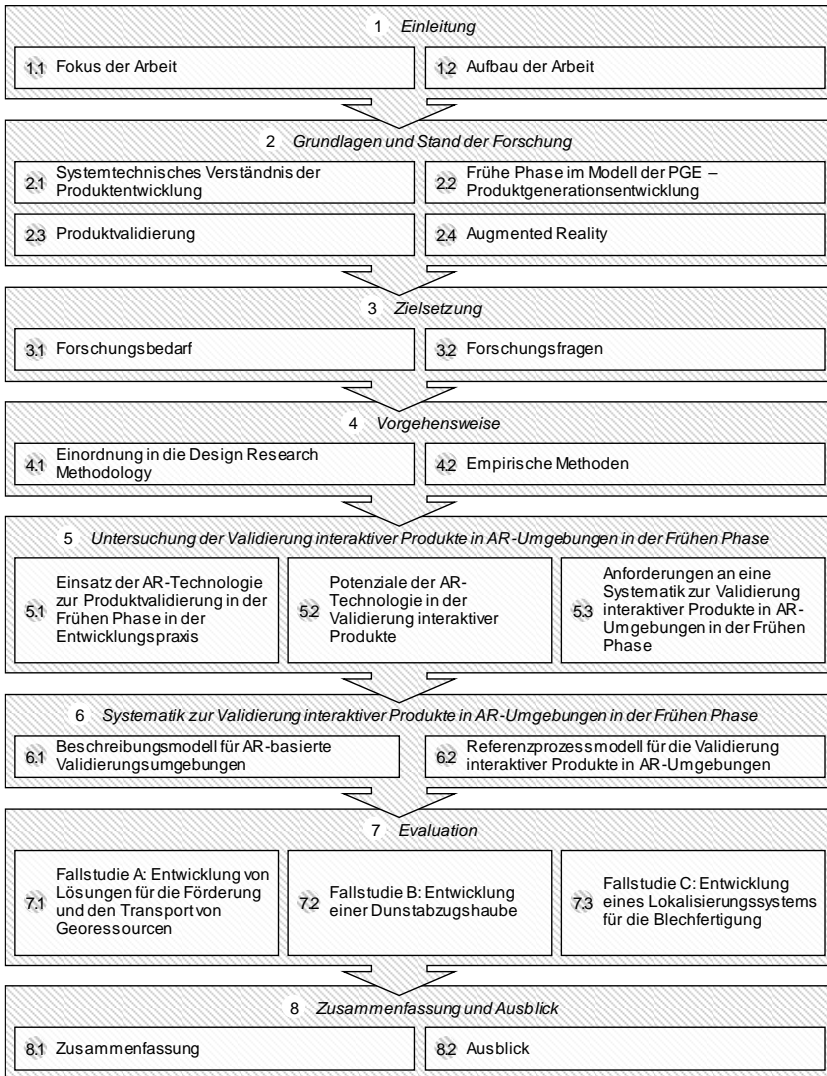 1 Einleitung
1.1 Fokus der Arbeit
1.2 Aufbau der Arbeit
2 Grundlagen und Stand der Forschung
2.1 Systemtechnisches Verständnis der
Produktentwicklung
2.2 Frühe Phase im Modell der PGE –
Produktgenerationsentwicklung
2.3 Produktvalidierung
2.4 Augmented Reality
3 Zielsetzung
3.1 Forschungsbedarf
3.2 Forschungsfragen
4 Vorgehensweise
4.1 Einordnung in die Design Research
Methodology
4.2 Empirische Methoden
5 Untersuchung der Validierung interaktiver Produkte in AR-Umgebungen in der Frühen Phase
5.1 Einsatz der AR-Technologie
zur Produktvalidierung in der
Frühen Phase in der
Entwicklungspraxis
5.2 Potenziale der AR-
Technologie in der
Validierung interaktiver
Produkte
5.3 Anforderungen an eine
Systematik zur Validierung
interaktiver Produkte in AR-
Umgebungen in der Frühen
Phase
6 Systematik zur Validierung interaktiver Produkte in AR-Umgebungen in der Frühen Phase
6.1 Beschreibungsmodell für AR-basierte
Validierungsumgebungen
6.2 Referenzprozessmodell für die Validierung
interaktiver Produkte in AR-Umgebungen
7 Evaluation
7.1 Fallstudie A: Entwicklung von
Lösungen für die Förderung
und den Transport von
Georessourcen
7.2 Fallstudie B: Entwicklung
einer Dunstabzugshaube
7.3 Fallstudie C: Entwicklung
eines Lokalisierungssystems
für die Blechfertigung
8 Zusammenfassung und Ausblick
8.1 Zusammenfassung
8.2 Ausblick